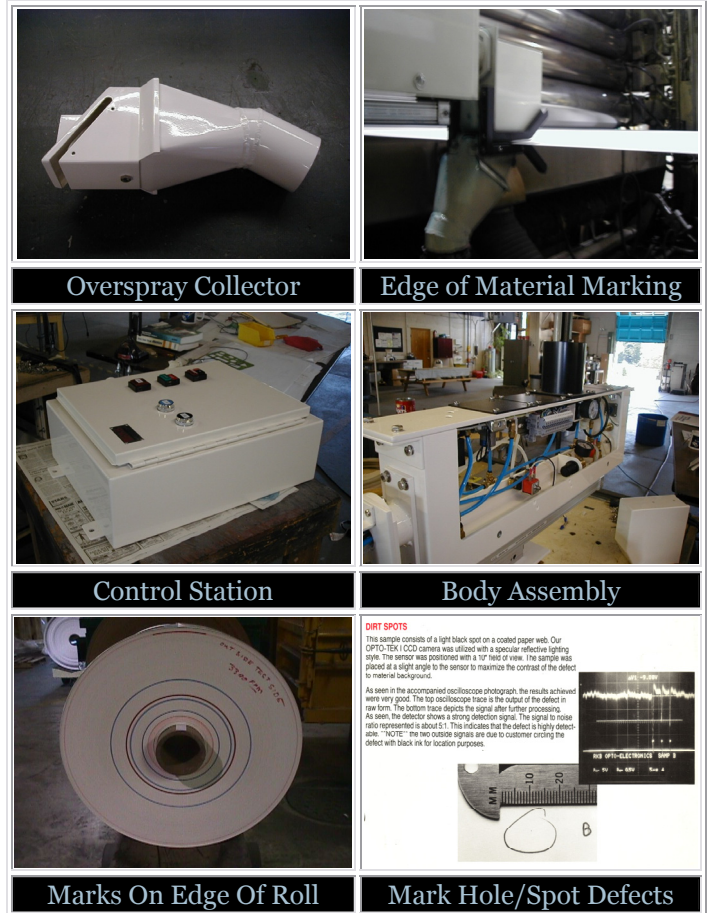 Overspray Collector
Edge of Material Marking
Control Station
Body Assembly
OUT SIDE TEST SIDE
DIRT SPOTS
This sample consists of a light black spot on a coated paper web. Our
OPTO-TEK I CCD camera was utilized with a specular reflective lighting
style. The sensor was positioned with a 10" field of view. The sample was
placed at a slight angle to the sensor to maximize the contrast of the defect
to material background.
As seen in the accompanied oscilloscope photograph, the results achieved
were very good. The top oscilloscope trace is the output of the defect in
raw form. The bottom trace depicts the signal after further processing.
As seen, the detector shows a strong detection signal. The signal to noise
ratio represented is about 5:1. This indicates that the defect is highly detect-
able. ***NOTE*** the two outside signals are due to customer circling the
defect with black ink for location purposes.
RKB OPTO-ELECTRONICS SAMP B
MM
10
20
B
Marks On Edge Of Roll
Mark Hole/Spot Defects